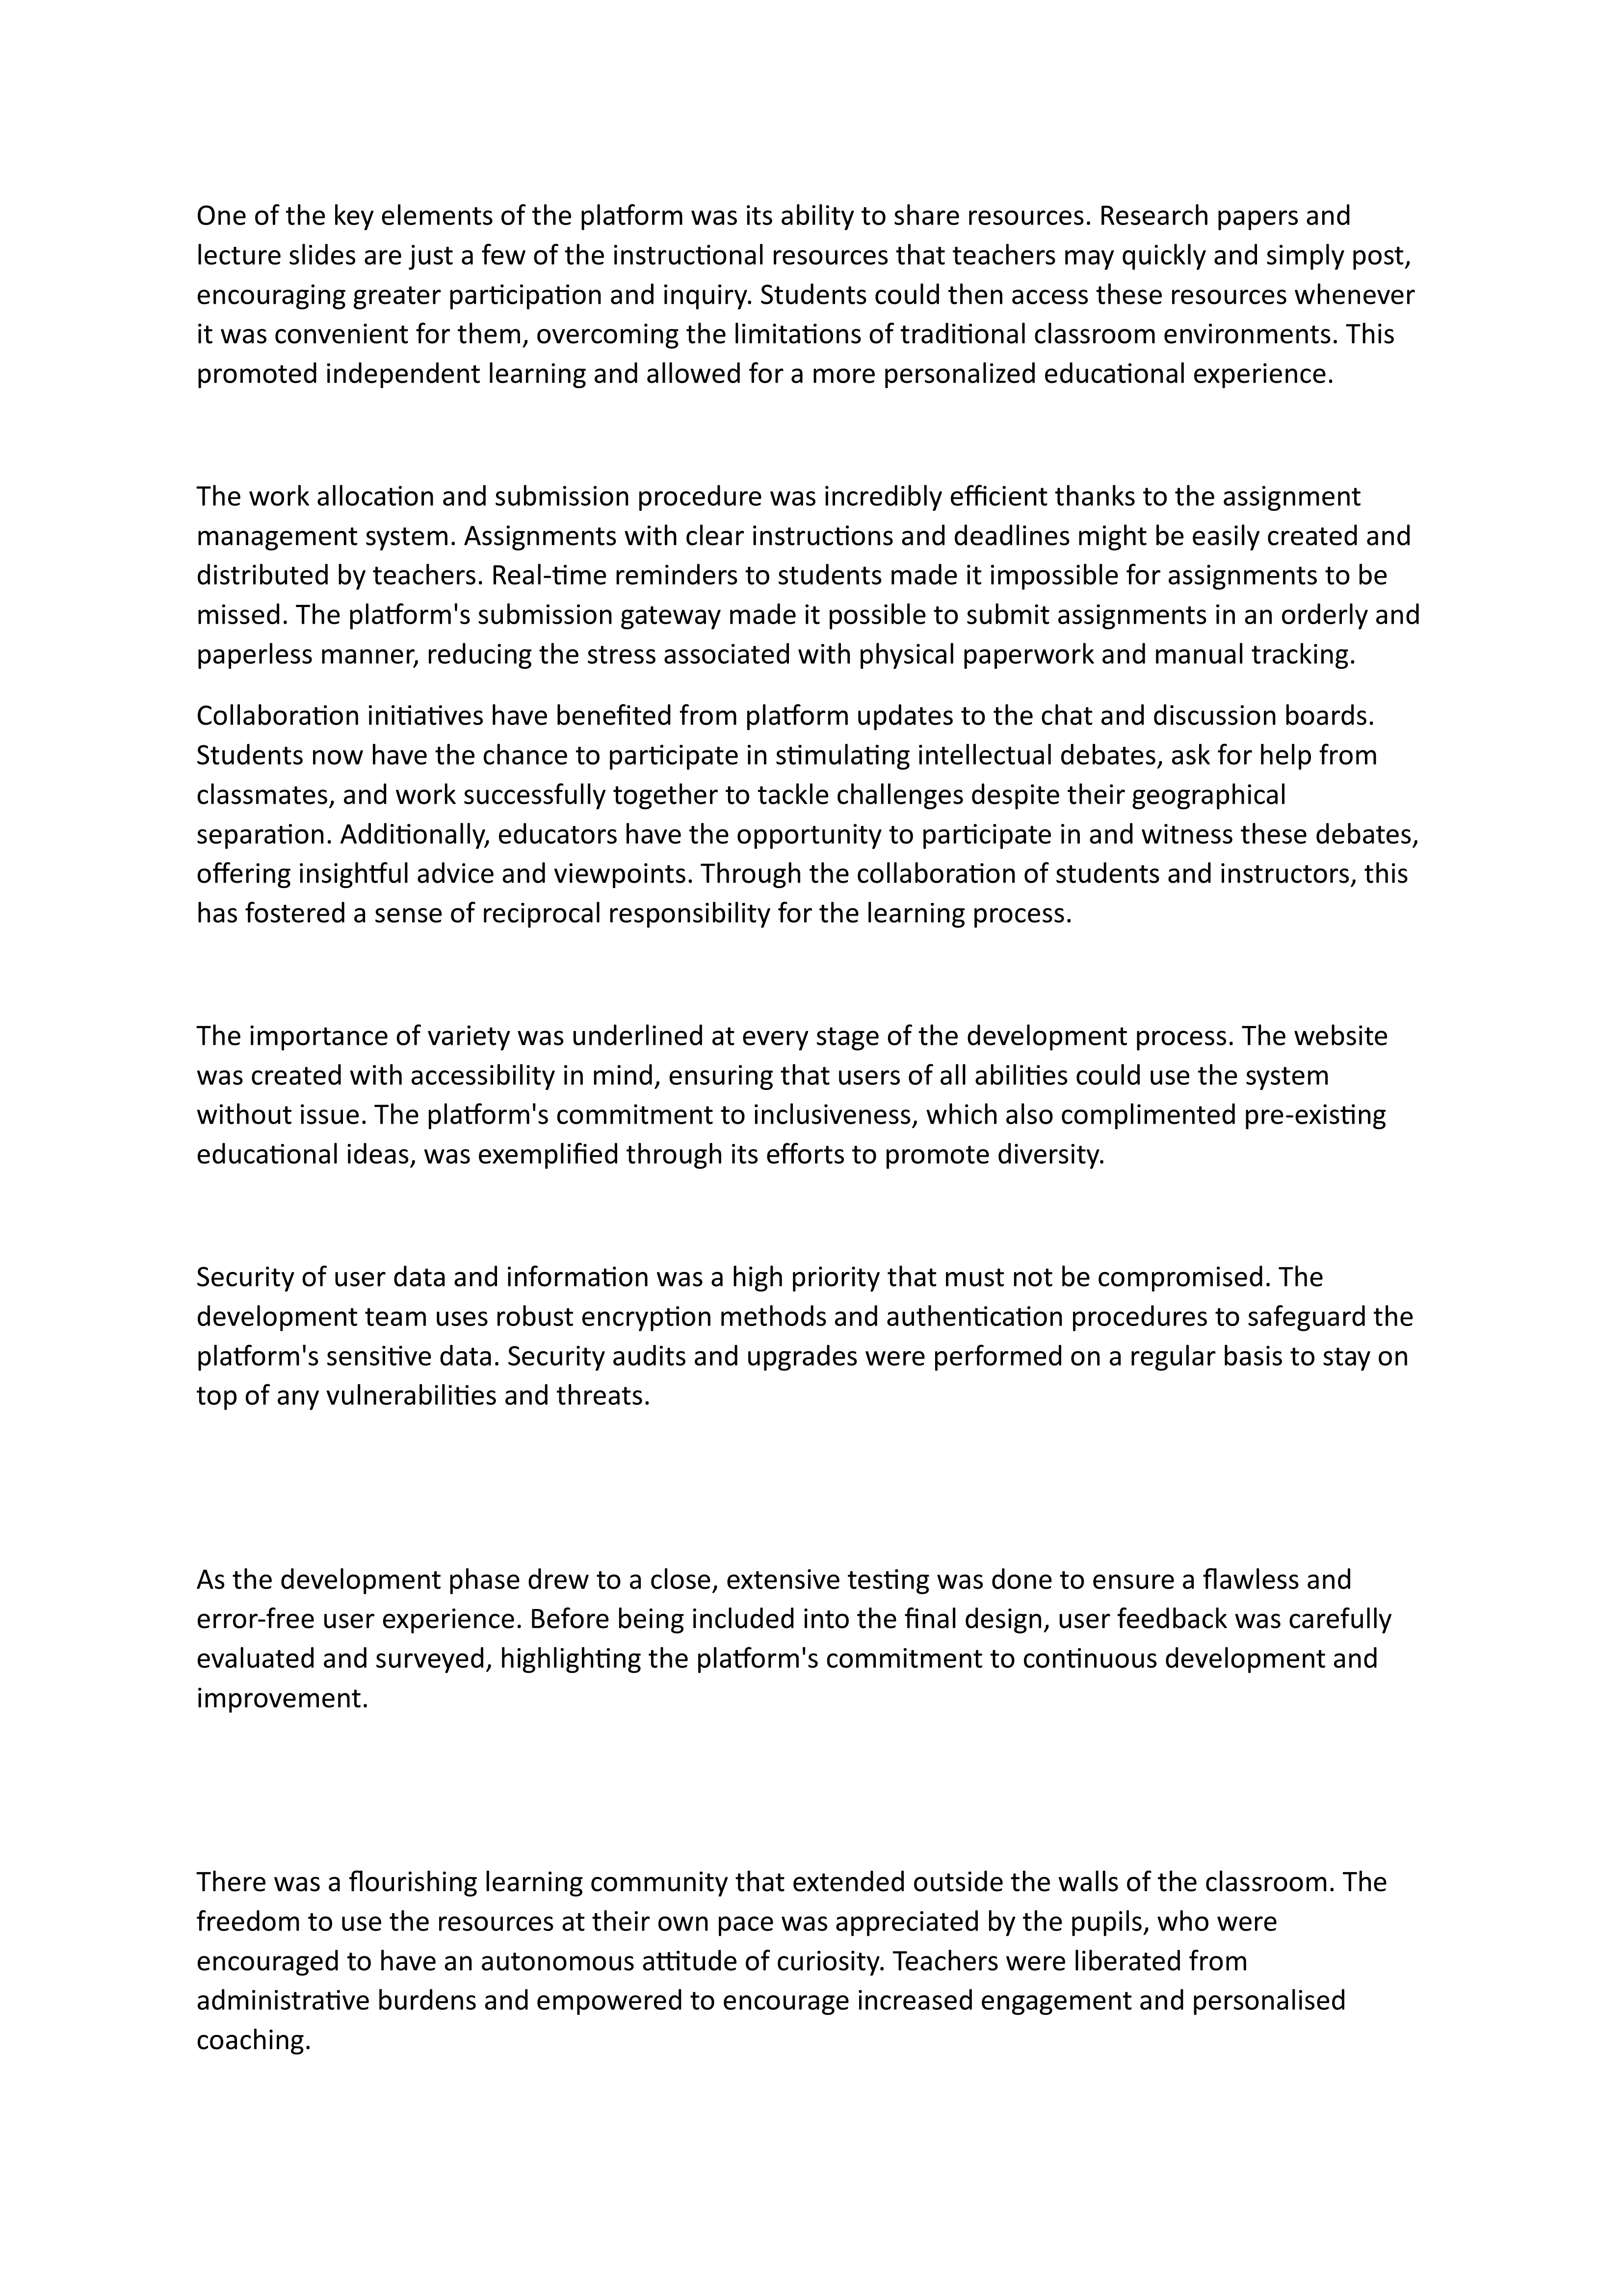 One of the key elements of the platform was its ability to share resources. Research papers and
lecture slides are just a few of the instructional resources that teachers may quickly and simply post,
encouraging greater participation and inquiry. Students could then access these resources whenever
it was convenient for them, overcoming the limitations of traditional classroom environments. This
promoted independent learning and allowed for a more personalized educational experience.
The work allocation and submission procedure was incredibly efficient thanks to the assignment
management system. Assignments with clear instructions and deadlines might be easily created and
distributed by teachers. Real-time reminders to students made it impossible for assignments to be
missed. The platform's submission gateway made it possible to submit assignments in an orderly and
paperless manner, reducing the stress associated with physical paperwork and manual tracking.
Collaboration initiatives have benefited from platform updates to the chat and discussion boards.
Students now have the chance to participate in stimulating intellectual debates, ask for help from
classmates, and work successfully together to tackle challenges despite their geographical
separation. Additionally, educators have the opportunity to participate in and witness these debates,
offering insightful advice and viewpoints. Through the collaboration of students and instructors, this
has fostered a sense of reciprocal responsibility for the learning process.
The importance of variety was underlined at every stage of the development process. The website
was created with accessibility in mind, ensuring that users of all abilities could use the system
without issue. The platform's commitment to inclusiveness, which also complimented pre-existing
educational ideas, was exemplified through its efforts to promote diversity.
Security of user data and information was a high priority that must not be compromised. The
development team uses robust encryption methods and authentication procedures to safeguard the
platform's sensitive data. Security audits and upgrades were performed on a regular basis to stay on
top of any vulnerabilities and threats.
As the development phase drew to a close, extensive testing was done to ensure a flawless and
error-free user experience. Before being included into the final design, user feedback was carefully
evaluated and surveyed, highlighting the platform's commitment to continuous development and
improvement.
There was a flourishing learning community that extended outside the walls of the classroom. The
freedom to use the resources at their own pace was appreciated by the pupils, who were
encouraged to have an autonomous attitude of curiosity. Teachers were liberated from
administrative burdens and empowered to encourage increased engagement and personalised
coaching.